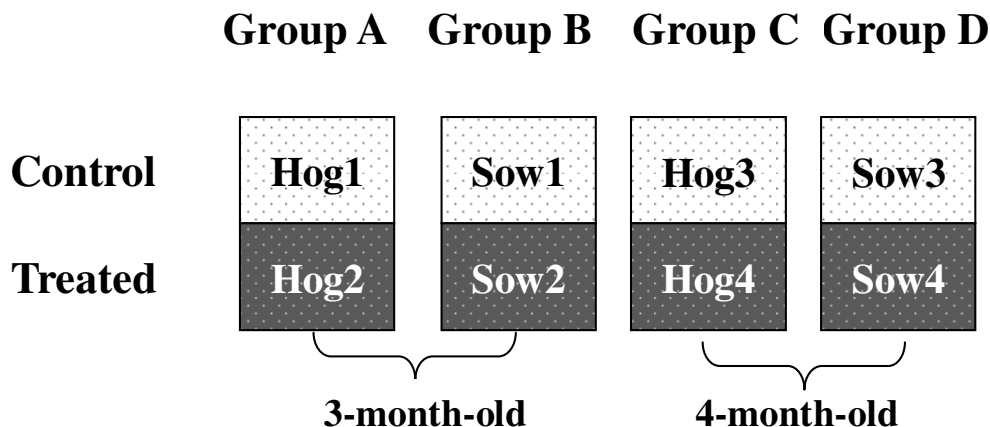 Group A Group B Group C Group D
Control Hog1 Sow1 Hog3 Sow3
Treated Hog2 Sow2 Hog4 Sow4
3-month-old 4-month-old